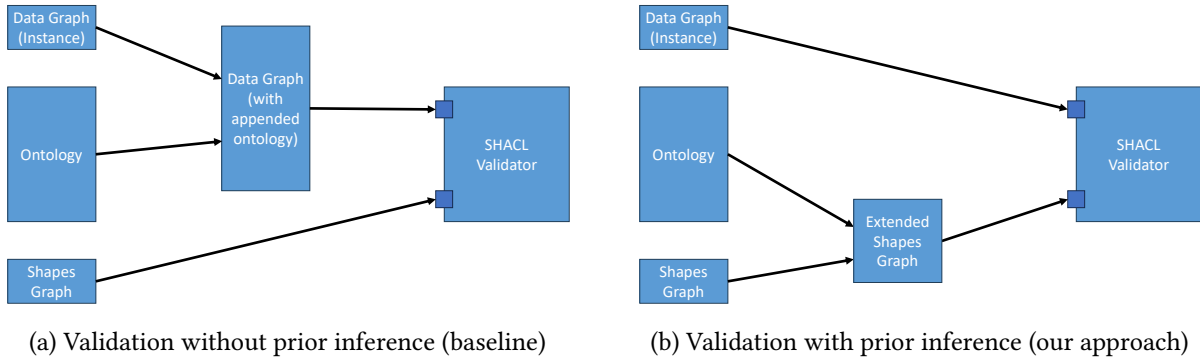 Data Graph
(Instance)
Ontology
Shapes
Graph
Data Graph
(with
appended
ontology)
SHACL
Validator
(a) Validation without prior inference (baseline)
Data Graph
(Instance)
Ontology
Shapes
Graph
Extended
Shapes
Graph
SHACL
Validator
(b) Validation with prior inference (our approach)